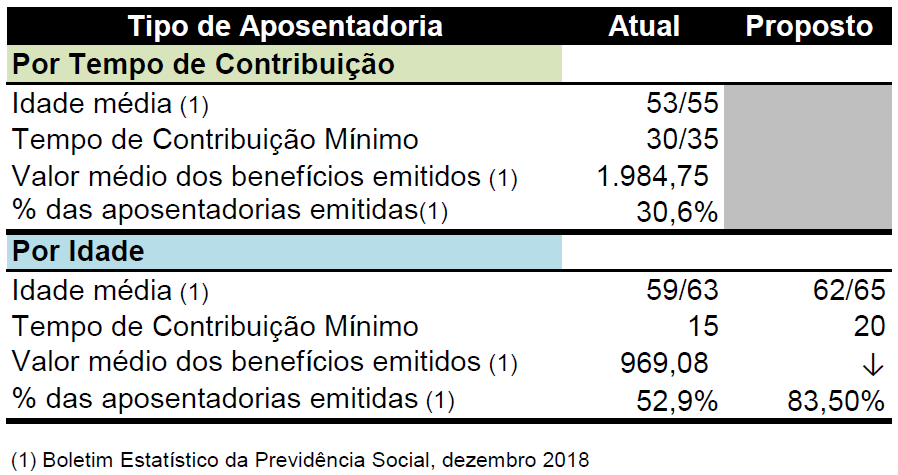 Tipo de Aposentadoria Atual Proposto
Por Tempo de Contribuição
Idade média (1) 53/55
Tempo de Contribuição Mínimo 30/35
Valor médio dos benefícios emitidos (1) 1.984,75
% das aposentadorias emitidas(1) 30,6%
Por Idade
Idade média (1) 59/63 62/65
Tempo de Contribuição Mínimo 15 20
Valor médio dos benefícios emitidos (1) 969,08 ↓
% das aposentadorias emitidas (1) 52,9% 83,50%
(1) Boletim Estatístico da Previdência Social, dezembro 2018